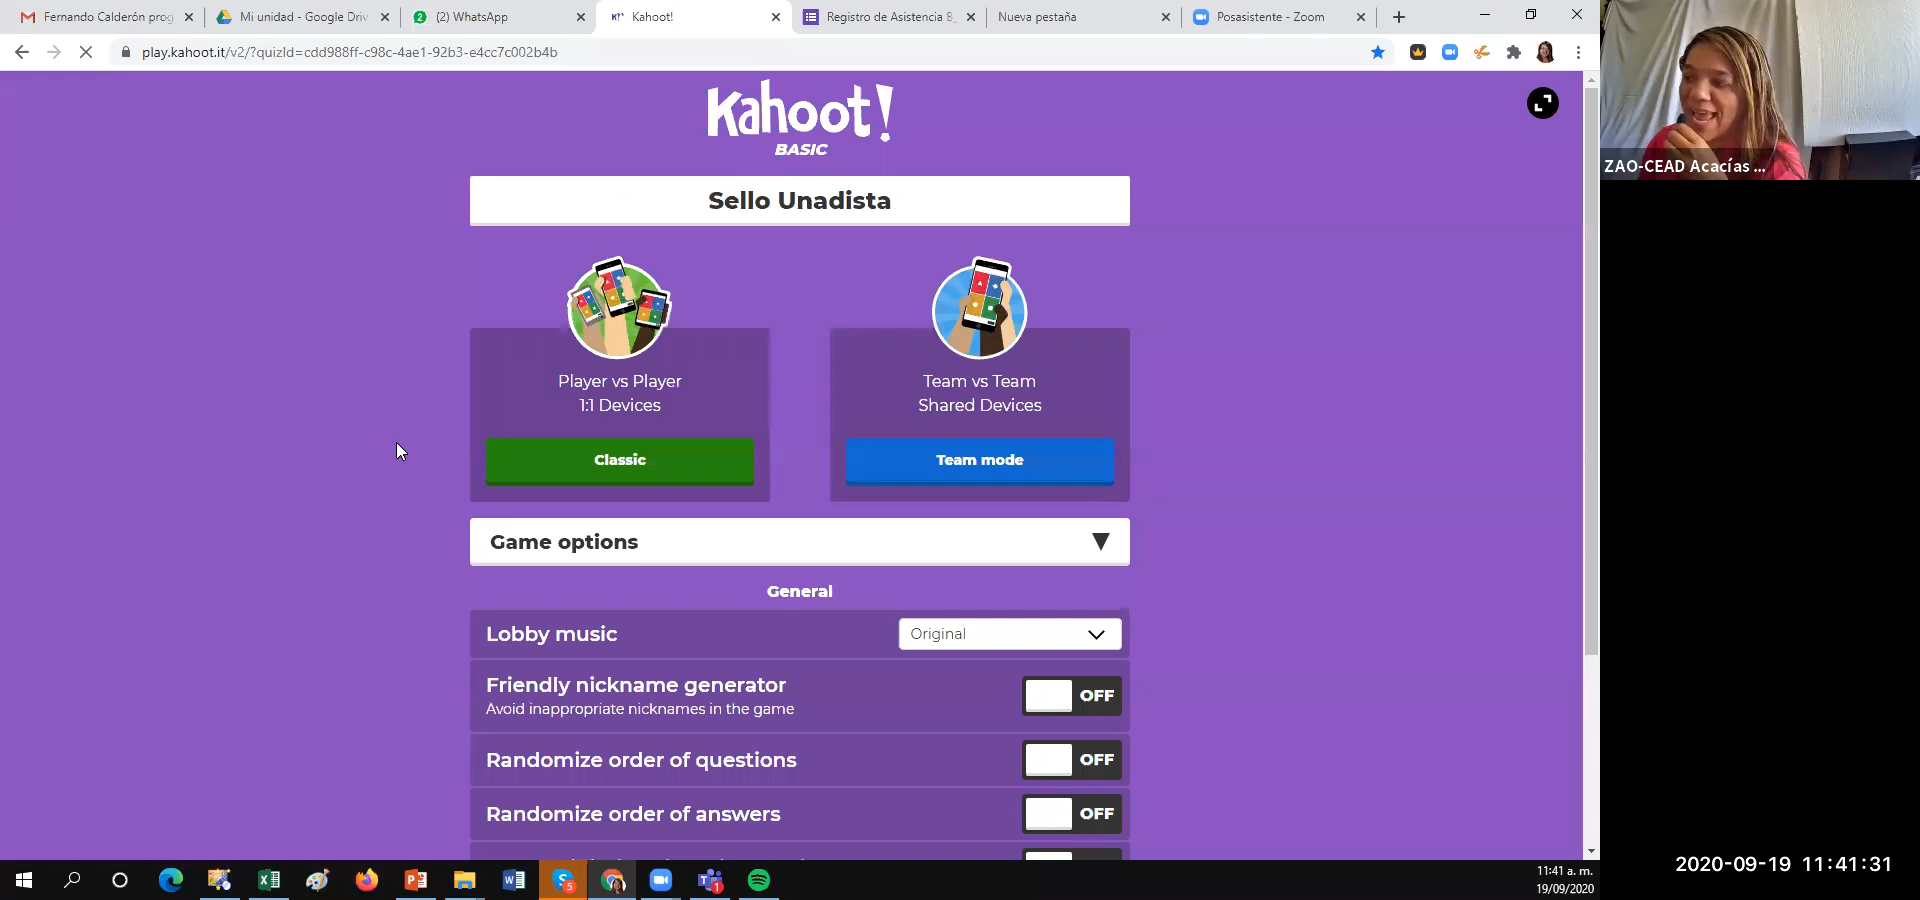 Fernando Calderón prog
Mi unidad - Google Driv
(2) WhatsApp
Kahoot!
Registro de Asistencia B_
Nueva pestaña
Posasistente - Zoom
play.kahoot.it/v2/?quizId=cdd988ff-c98c-4ae1-92b3-e4cc7c002b4b
Kahoot!
BASIC
Sello Unadista
Player vs Player
1:1 Devices
Classic
Team vs Team
Shared Devices
Team mode
Game options
General
Lobby music
Original
Friendly nickname generator
Avoid inappropriate nicknames in the game
OFF
Randomize order of questions
OFF
Randomize order of answers
OFF
ZAO-CEAD Acacías ...
11:41 a. m.
19/09/2020
2020-09-19 11:41:31